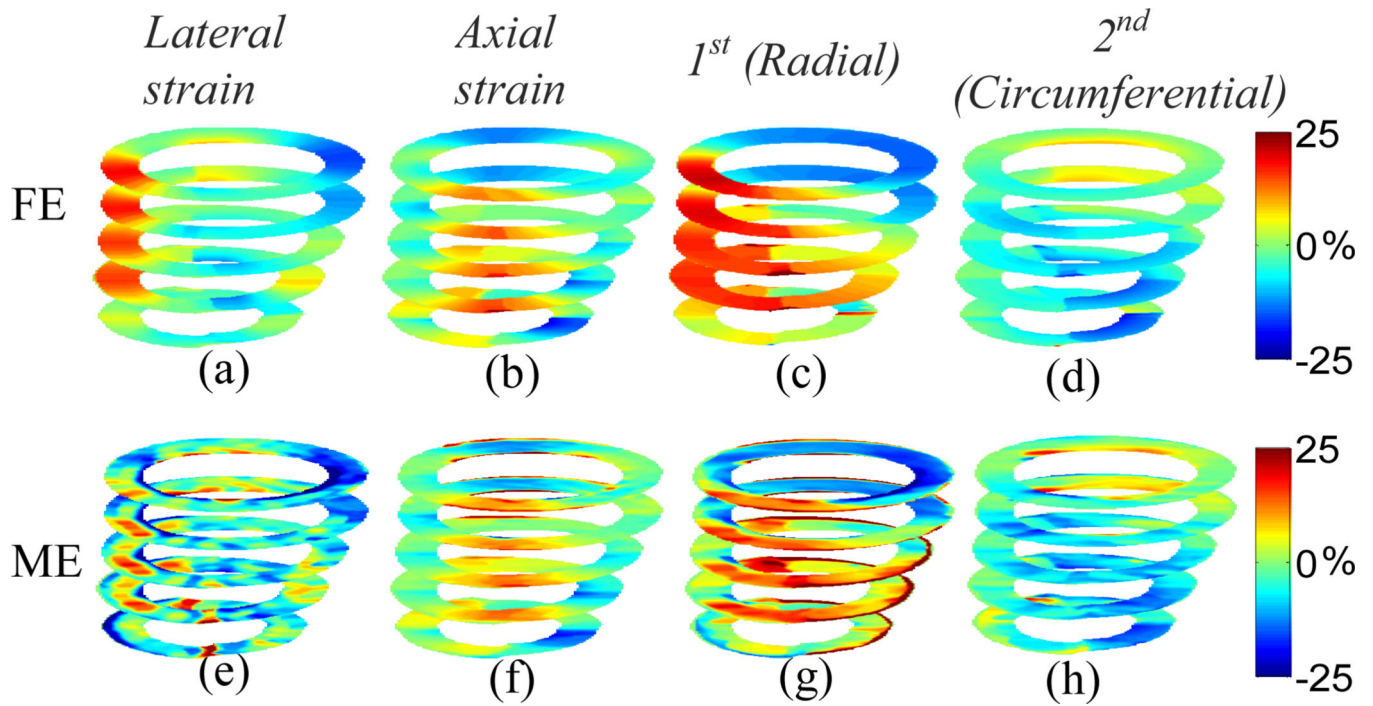 Lateral
strain
Axial
strain
1st (Radial)
2nd
(Circumferential)
FE
25
0 %
-25
(a)
(b)
(c)
(d)
ME
25
0 %
-25
(e)
(f)
(g)
(h)